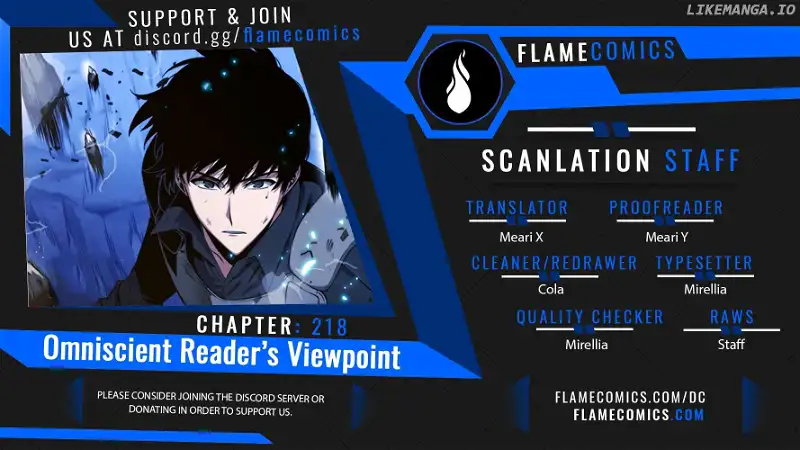 LIKEMANGA.IO
SUPPORT & JOIN
US AT discord.gg/flamecomics
FLAMECOMICS
SCANLATION STAFF
TRANSLATOR
Meari X
PROOFREADER
Meari Y
CLEANER/REDRAWER
Cola
TYPESETTER
Mirellia
QUALITY CHECKER
Mirellia
RAWS
Staff
CHAPTER: 218
Omniscient Reader's Viewpoint
PLEASE CONSIDER JOINING THE DISCORD SERVER OR
DONATING IN ORDER TO SUPPORT US.
FLAMECOMICS.COM/DC
FLAMECOMICS.COM